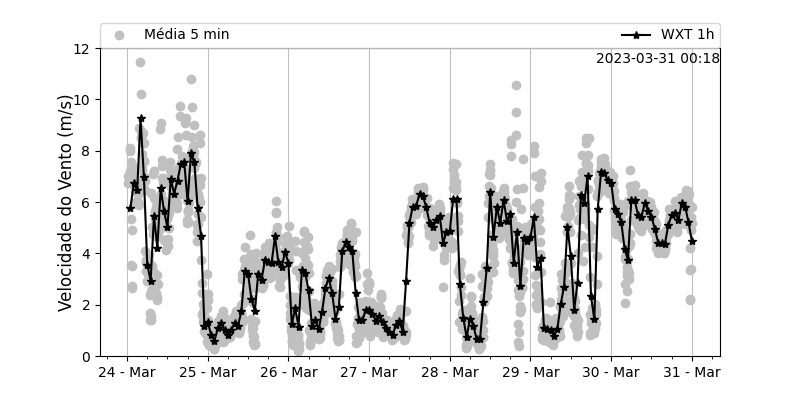 Média 5 min
WXT 1h
2023-03-31 00:18
Velocidade do Vento (m/s)
12
10
8
6
4
2
0
24 - Mar
25 - Mar
26 - Mar
27 - Mar
28 - Mar
29 - Mar
30 - Mar
31 - Mar